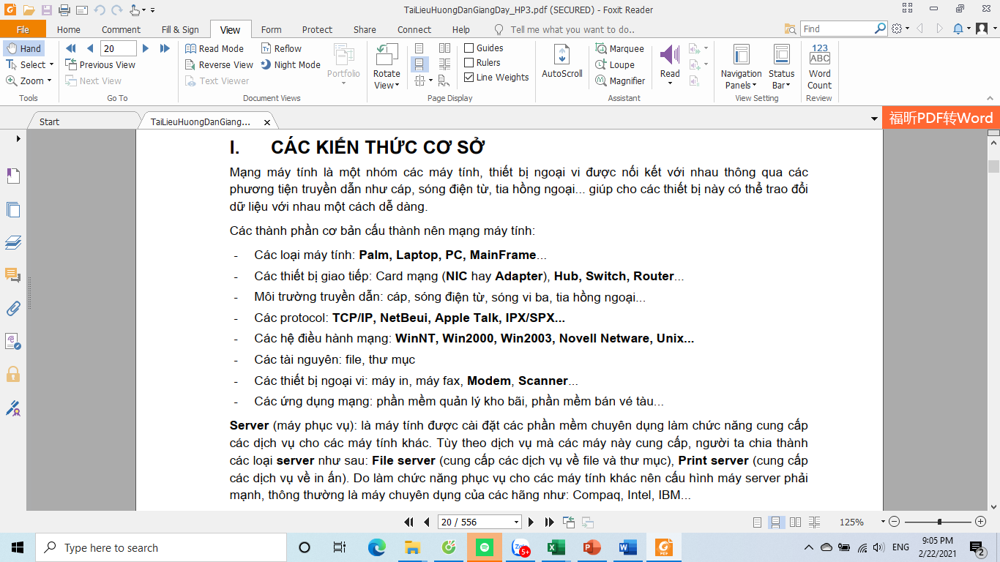 TaiLieuHuongDanGiangDay_HP3.pdf (SECURED) - Foxit Reader
File Home Comment Fill & Sign View Form Protect Share Connect Help Tell me what you want to do.. Find
Hand 20 Read Mode Reflow Guides Marquee 123
Select Previous View Reverse View Night Mode Rulers Loupe ABC
Zoom Next View Text Viewer Portfolio Rotate View Line Weights AutoScroll Magnifier Read Navigation Panels Status Bar Word Count
Tools Go To Document Views Page Display Assistant View Setting Review
Start TaiLieuHuongDanGiang... 福昕PDF转Word
I. CÁC KIẾN THỨC CƠ SỞ
Mạng máy tính là một nhóm các máy tính, thiết bị ngoại vi được nối kết với nhau thông qua các
phương tiện truyền dẫn như cáp, sóng điện từ, tia hồng ngoại... giúp cho các thiết bị này có thể trao đổi
dữ liệu với nhau một cách dễ dàng.
Các thành phần cơ bản cấu thành nên mạng máy tính:
- Các loại máy tính: Palm, Laptop, PC, MainFrame...
- Các thiết bị giao tiếp: Card mạng (NIC hay Adapter), Hub, Switch, Router...
- Môi trường truyền dẫn: cáp, sóng điện từ, sóng vi ba, tia hồng ngoại...
- Các protocol: TCP/IP, NetBeui, Apple Talk, IPX/SPX...
- Các hệ điều hành mạng: WinNT, Win2000, Win2003, Novell Netware, Unix...
- Các tài nguyên: file, thư mục
- Các thiết bị ngoại vi: máy in, máy fax, Modem, Scanner...
- Các ứng dụng mạng: phần mềm quản lý kho bãi, phần mềm bán vé tàu...
Server (máy phục vụ): là máy tính được cài đặt các phần mềm chuyên dụng làm chức năng cung cấp
các dịch vụ cho các máy tính khác. Tùy theo dịch vụ mà các máy này cung cấp, người ta chia thành
các loại server như sau: File server (cung cấp các dịch vụ về file và thư mục), Print server (cung cấp
các dịch vụ về in ấn). Do làm chức năng phục vụ cho các máy tính khác nên cấu hình máy server phải
mạnh, thông thường là máy chuyên dụng của các hãng như: Compaq, Intel, IBM...
20 / 556 125%
Type here to search Zalo 5+ ENG 9:05 PM
2/22/2021 2